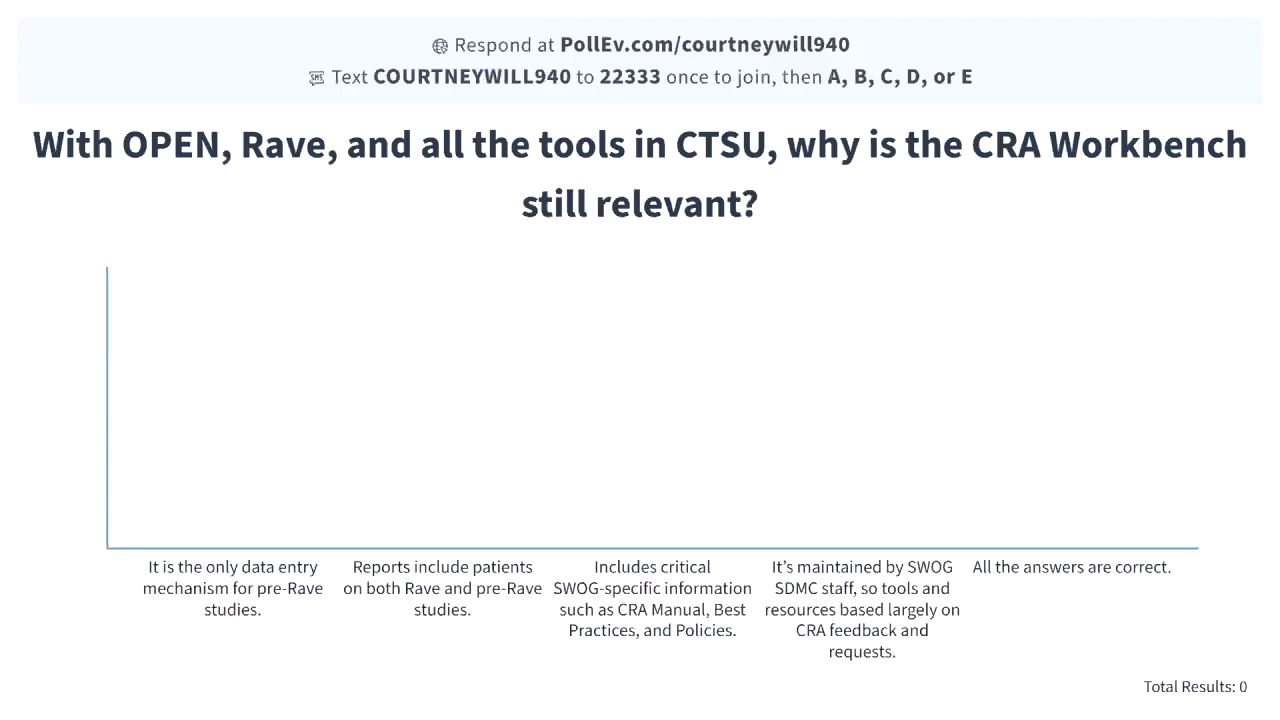 Respond at PollEv.com/courtneywill940
Text COURTNEYWILL940 to 22333 once to join, then A, B, C, D, or E
With OPEN, Rave, and all the tools in CTSU, why is the CRA Workbench
still relevant?
It is the only data entry
mechanism for pre-Rave
studies.
Reports include patients
on both Rave and pre-Rave
studies.
Includes critical
SWOG-specific information
such as CRA Manual, Best
Practices, and Policies.
It’s maintained by SWOG
SDMC staff, so tools and
resources based largely on
CRA feedback and
requests.
All the answers are correct.
Total Results: 0